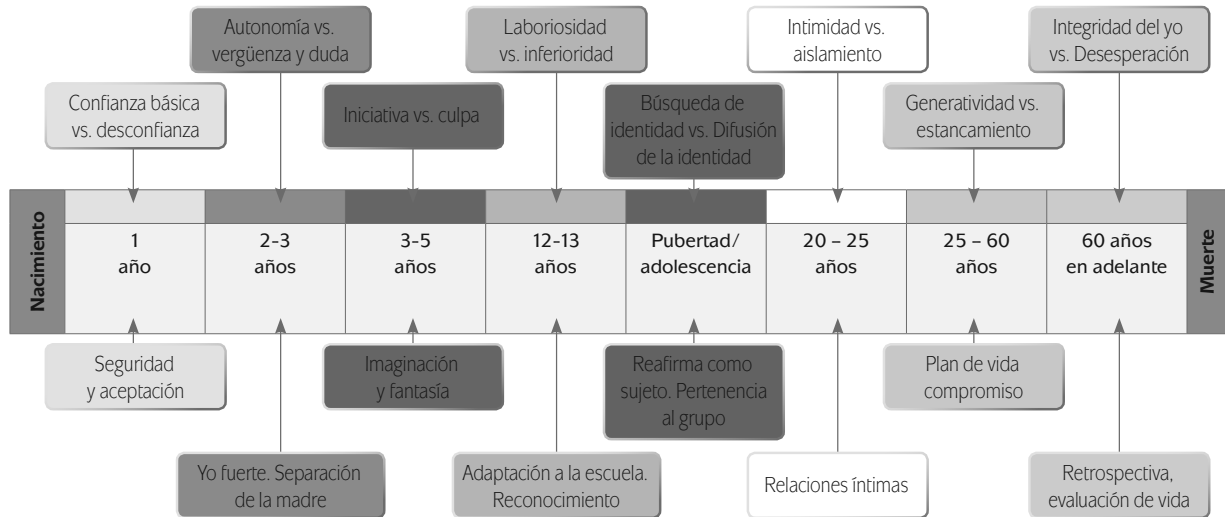 Autonomía vs.
vergüenza y duda
Laboriosidad
vs. inferioridad
Intimidad vs.
aislamiento
Integridad del yo
vs. Desesperación
Confianza básica
vs. desconfianza
Iniciativa vs. culpa
Búsqueda de
identidad vs. Difusión
de la identidad
Generatividad vs.
estancamiento
Nacimiento
1
año
2-3
años
3-5
años
12-13
años
Pubertad/
adolescencia
20 – 25
años
25 – 60
años
60 años
en adelante
Muerte
Seguridad
y aceptación
Imaginación
y fantasía
Reafirma como
sujeto. Pertenencia
al grupo
Plan de vida
compromiso
Yo fuerte. Separación
de la madre
Adaptación a la escuela.
Reconocimiento
Relaciones íntimas
Retrospectiva,
evaluación de vida